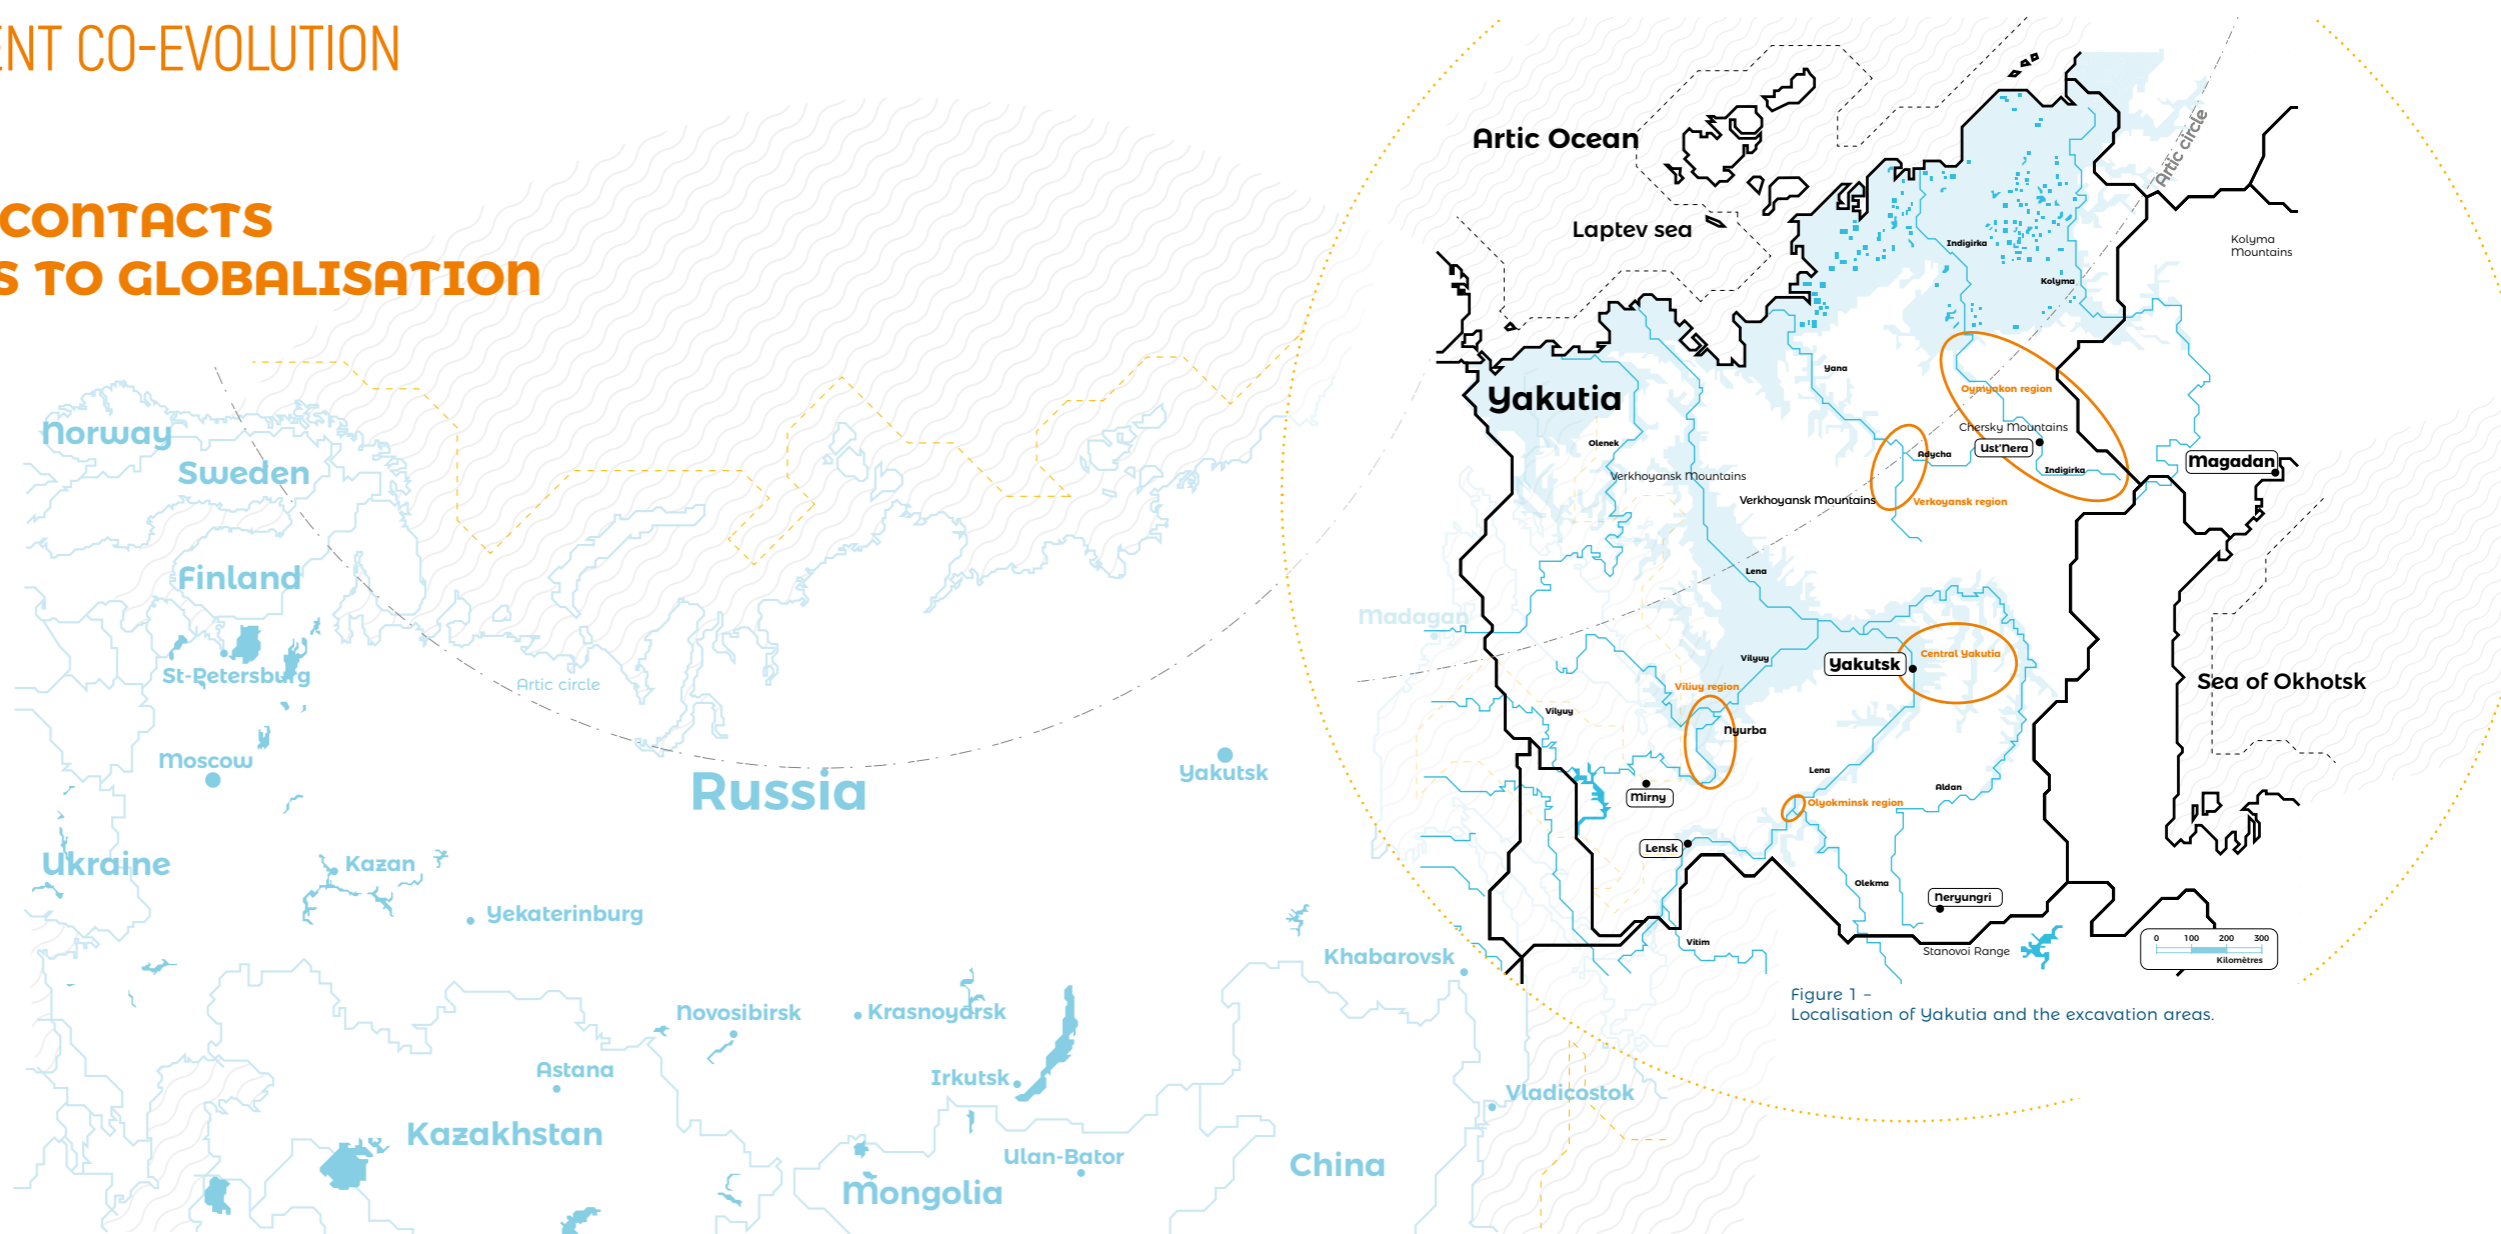 ENT CO-EVOLUTION
CONTACTS
S TO GLOBALISATION
Norway
Sweden
Finland
St-Petersburg
Moscow
Ukraine
Kazan
Yekaterinburg
Artic circle
Russia
Yakutsk
Novosibirsk
Krasnoyarsk
Astana
Irkutsk
Kazakhstan
Ulan-Bator
Mongolia
China
Khabarovsk
Vladicostok
Madagan
Artic Ocean
Laptev sea
Artic circle
Kolyma
Mountains
Indigirka
Kolyma
Yakutia
Yana
Oymyakon region
Chersky Mountains
Olenek
Ust'Nera
Adycha
Indigirka
Magadan
Verkhoyansk Mountains
Verkhoyansk Mountains
Verkoyansk region
Lena
Vilyuy
Yakutsk
Central Yakutia
Sea of Okhotsk
Viliuy region
Vilyuy
Nyurba
Lena
Mirny
Aldan
Olyokminsk region
Lensk
Olekma
Neryungri
Vitim
Stanovoi Range
0 100 200 300
Kilomètres
Figure 1 –
Localisation of Yakutia and the excavation areas.